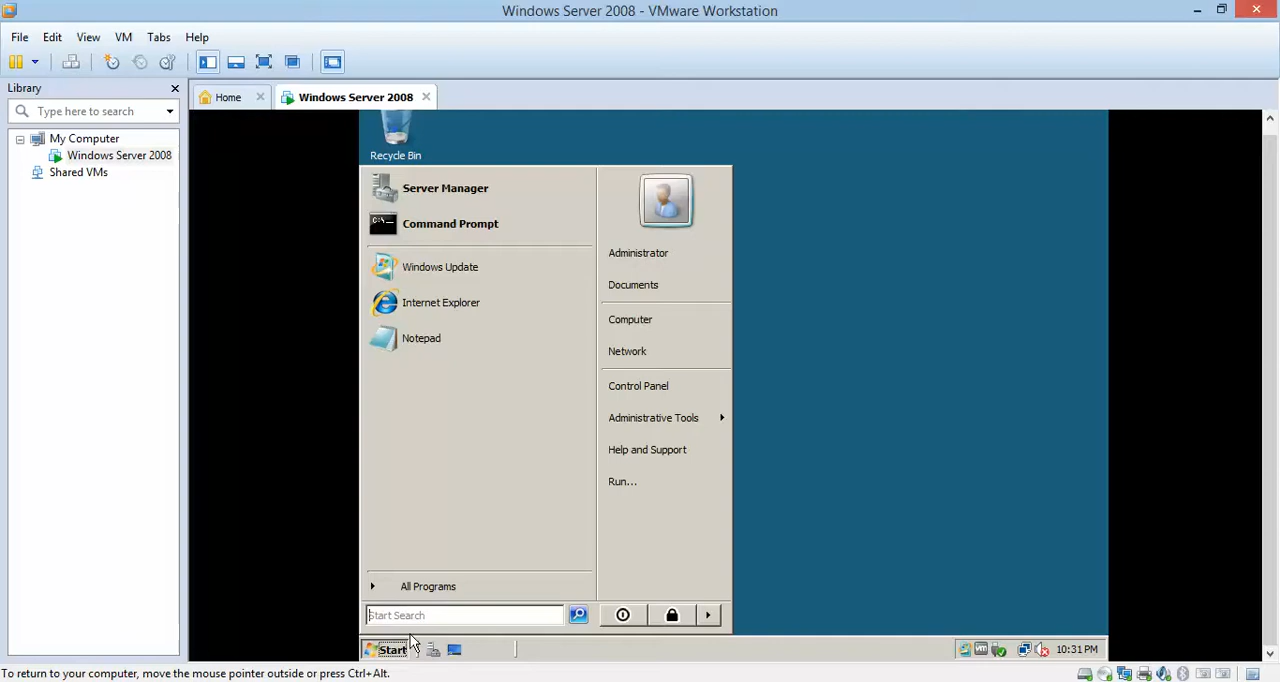 Windows Server 2008 - VMware Workstation
File Edit View VM Tabs Help
Library
Type here to search
My Computer
Windows Server 2008
Shared VMs
Home
Windows Server 2008
Recycle Bin
Server Manager
Command Prompt
Windows Update
Internet Explorer
Notepad
All Programs
Start Search
Administrator
Documents
Computer
Network
Control Panel
Administrative Tools
Help and Support
Run...
Start
10:31 PM
To return to your computer, move the mouse pointer outside or press Ctrl+Alt.